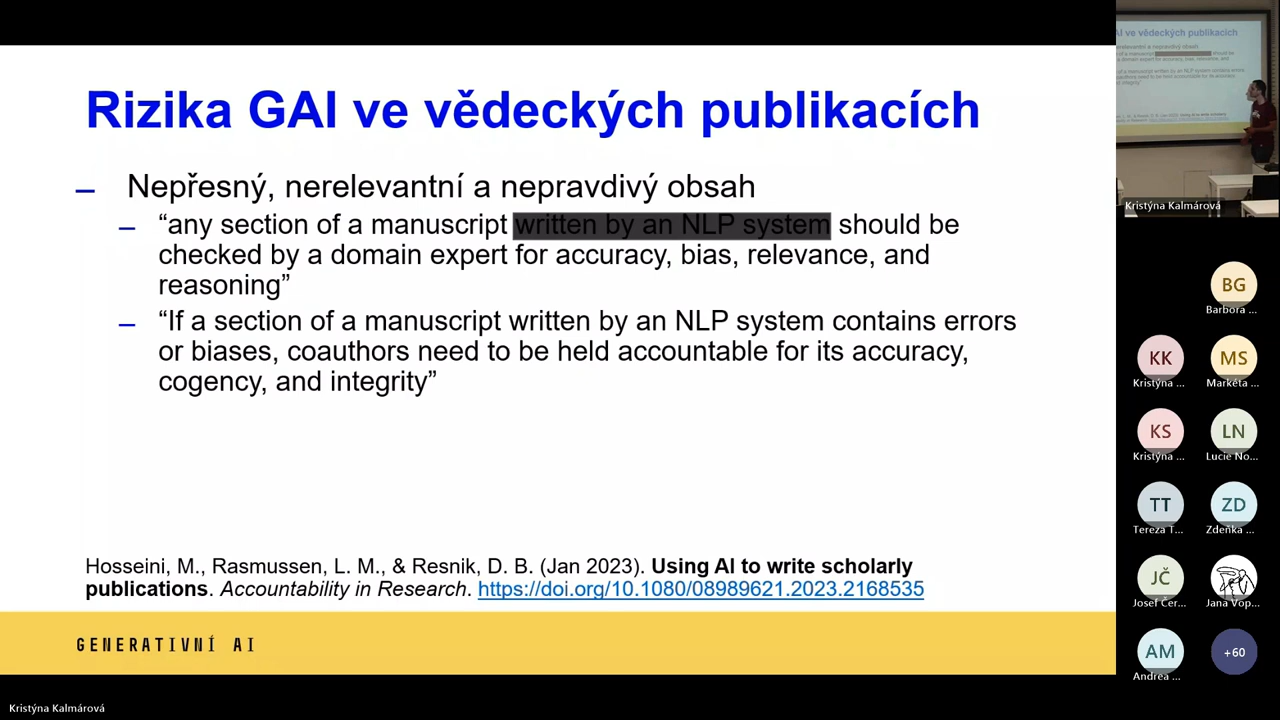 Rizika GAI ve vědeckých publikacích
– Nepřesný, nerelevantní a nepravdivý obsah
– “any section of a manuscript written by an NLP system should be
checked by a domain expert for accuracy, bias, relevance, and
reasoning”
– “If a section of a manuscript written by an NLP system contains errors
or biases, coauthors need to be held accountable for its accuracy,
cogency, and integrity”
Hosseini, M., Rasmussen, L. M., & Resnik, D. B. (Jan 2023). Using AI to write scholarly
publications. Accountability in Research. https://doi.org/10.1080/08989621.2023.2168535
GENERATIVNÍ AI
Kristýna Kalmárová
AI ve vědeckých publikacích
Kristýna Kalmárová
BG
Barbora ...
KK
Kristýna ...
MS
Markéta ...
KS
Kristýna ...
LN
Lucie No...
TT
Tereza T...
ZD
Zdeňka ...
JČ
Josef Čer...
Jana Vop...
AM
Andrea ...
+60